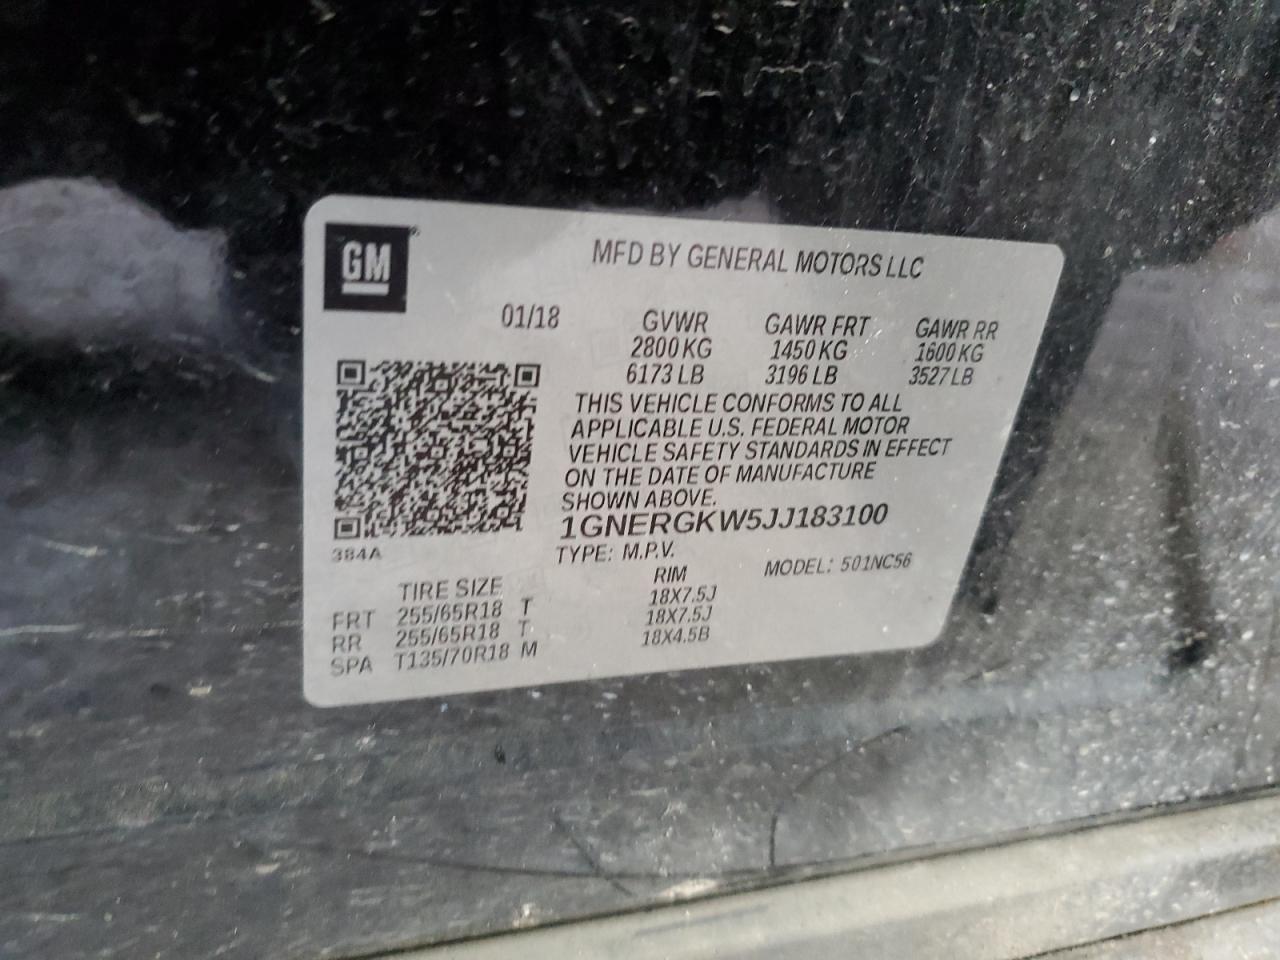 GM
MFD BY GENERAL MOTORS LLC
01/18 GVWR GAWR FRT GAWR RR
2800 KG 1450 KG 1600 KG
6173 LB 3196 LB 3527 LB
THIS VEHICLE CONFORMS TO ALL
APPLICABLE U.S. FEDERAL MOTOR
VEHICLE SAFETY STANDARDS IN EFFECT
ON THE DATE OF MANUFACTURE
SHOWN ABOVE.
1GNERGKW5JJ183100
384A
TYPE: M.P.V. MODEL: 501NC56
TIRE SIZE RIM
FRT 255/65R18 T 18X7.5J
RR 255/65R18 T 18X7.5J
SPA T135/70R18 M 18X4.5B